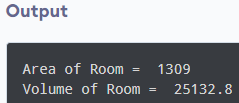 Output
Area of Room =  1309
Volume of Room =  25132.8